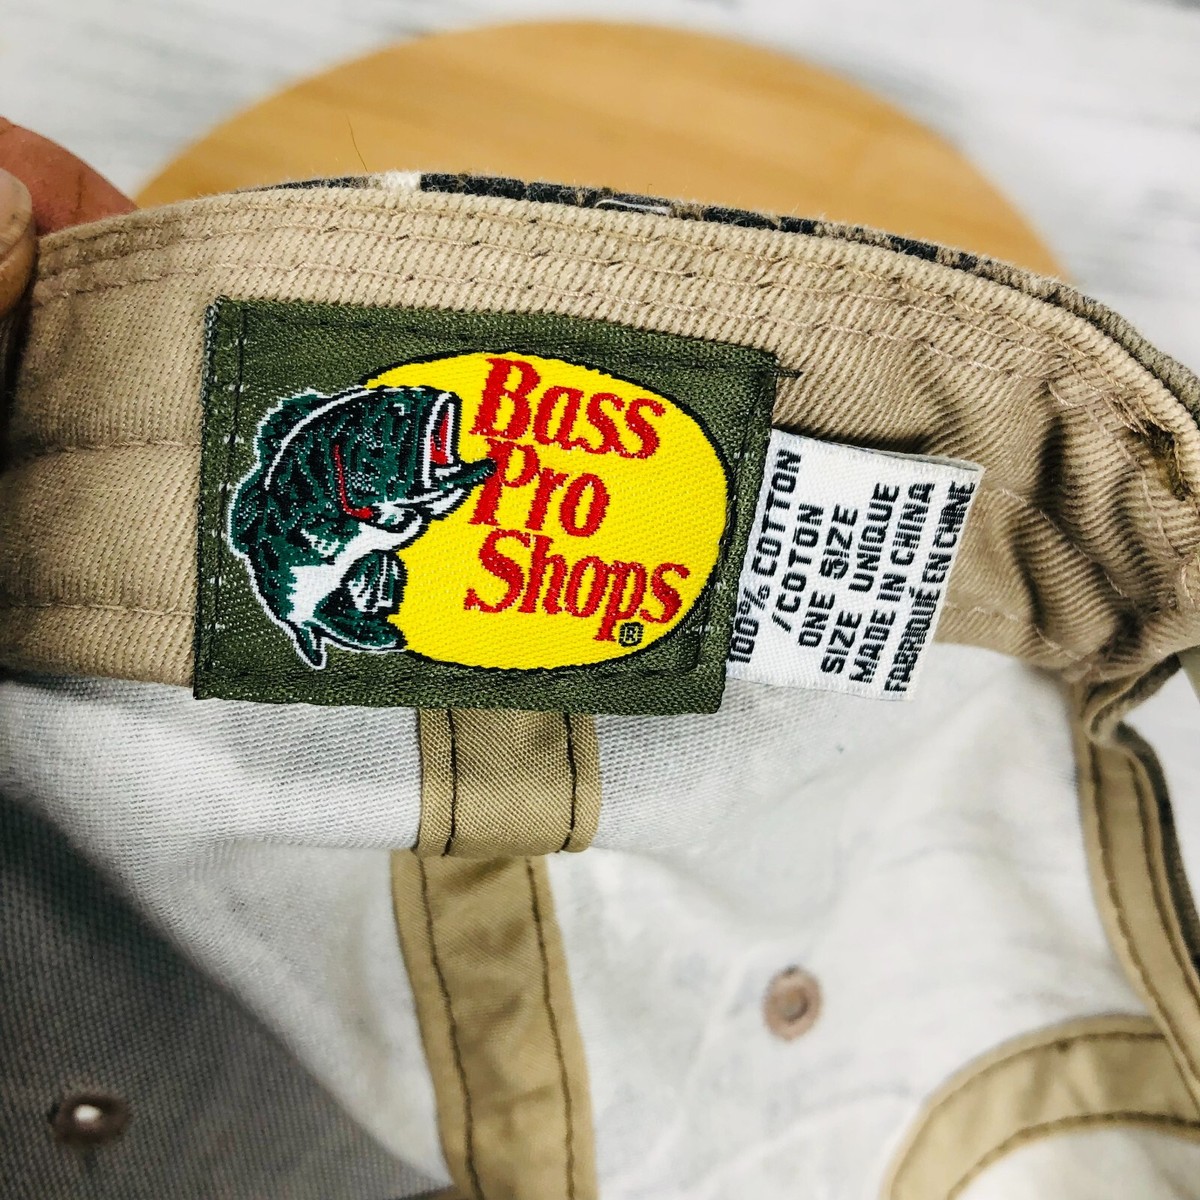 Bass
Pro
Shops
®
100% COTTON
/COTON
ONE SIZE
SIZE UNIQUE
MADE IN CHINA
FABRIQUÉ EN CHINE